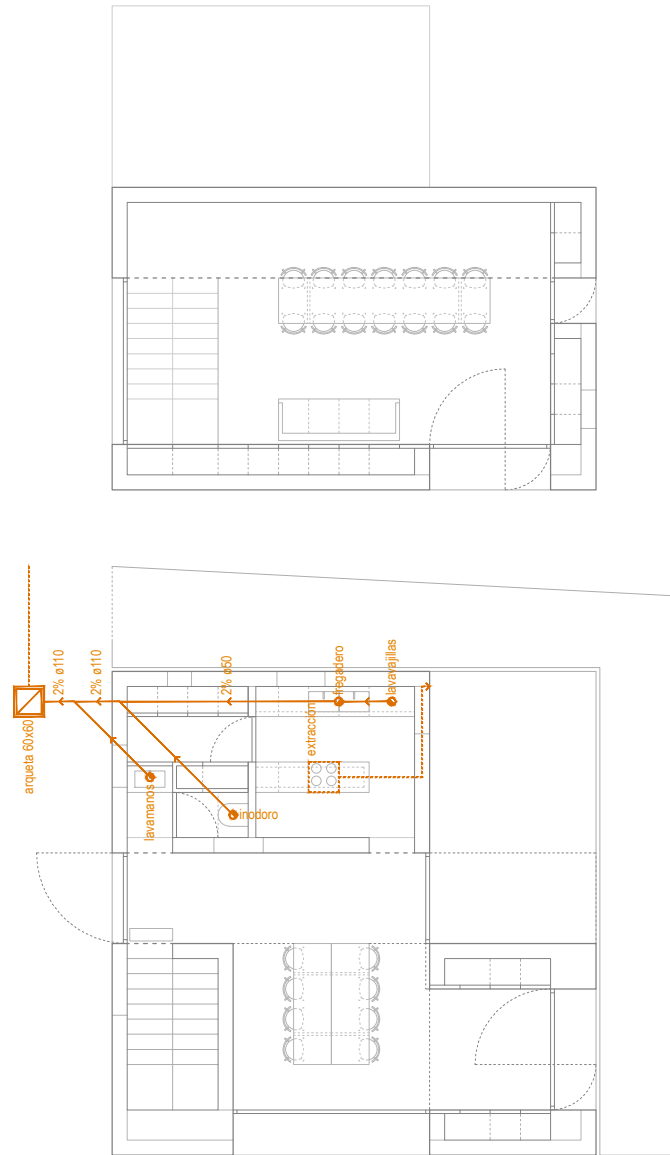 2% ø110
2% ø110
2% ø50
fregadero
lavavajillas
arqueta 60x60
extracción
lavamanos
inodoro